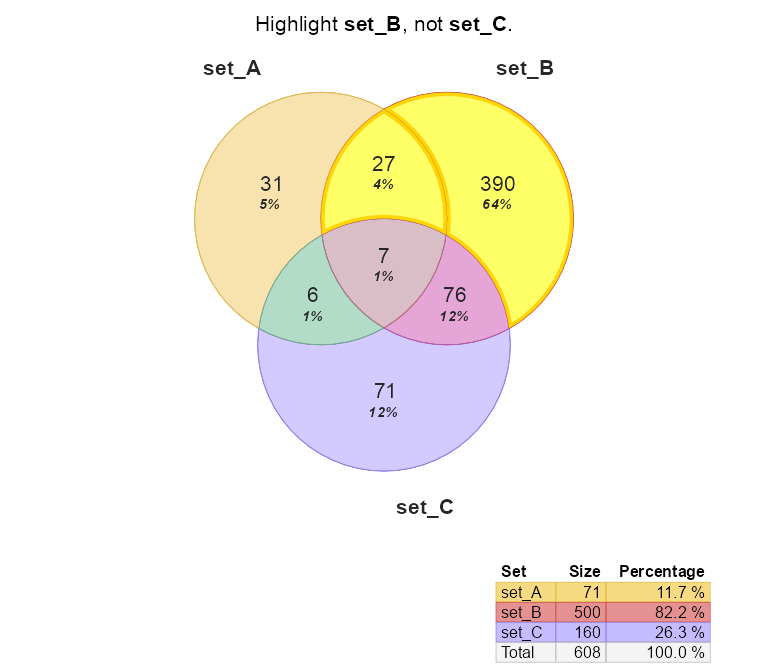 Highlight set_B, not set_C.
set_A
set_B
27
4%
31
5%
390
64%
7
1%
6
1%
76
12%
71
12%
set_C
Set Size Percentage
set_A 71 11.7 %
set_B 500 82.2 %
set_C 160 26.3 %
Total 608 100.0 %